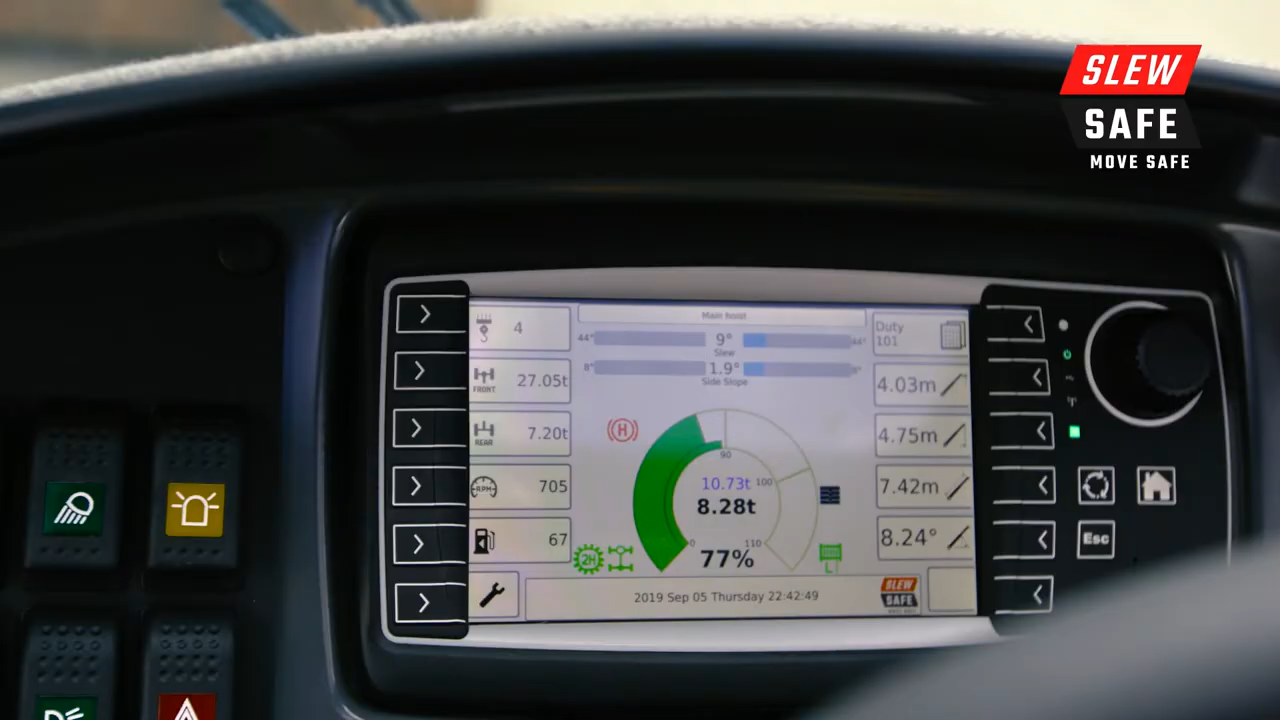 SLEW
SAFE
MOVE SAFE
Main hoist
4
44°
9°
44°
Slew
8°
1.9°
8°
Side Slope
Duty
101
FRONT
27.05t
4.03m
REAR
7.20t
4.75m
H
90
RPM
705
10.73t
100
7.42m
8.28t
67
2H
0
110
8.24°
77%
L
2019 Sep 05 Thursday 22:42:49
SLEW
SAFE
Esc